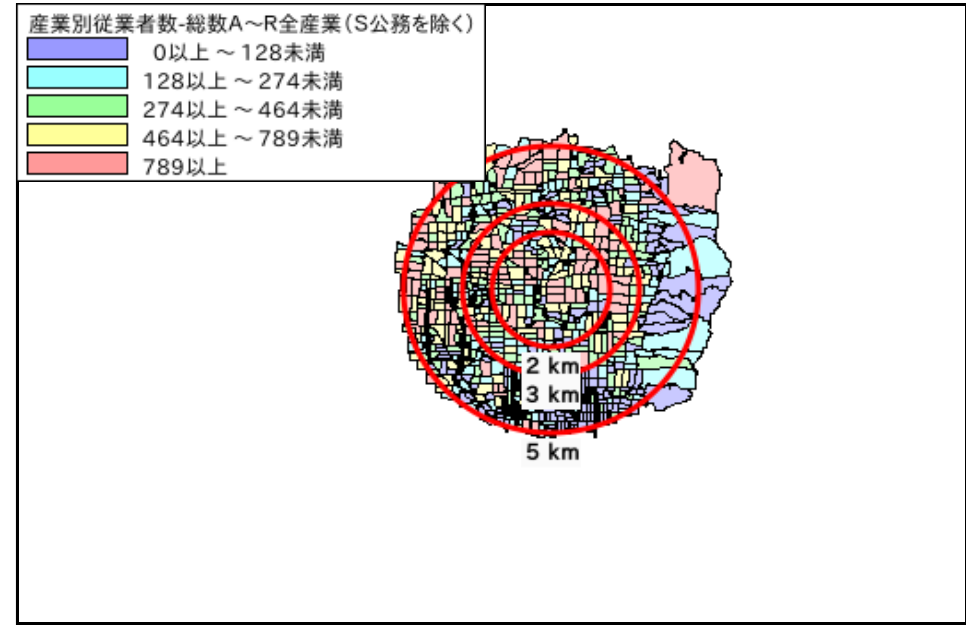 産業別従業者数-総数A～R全産業(S公務を除く)
0以上 ～ 128未満
128以上 ～ 274未満
274以上 ～ 464未満
464以上 ～ 789未満
789以上
2 km
3 km
5 km